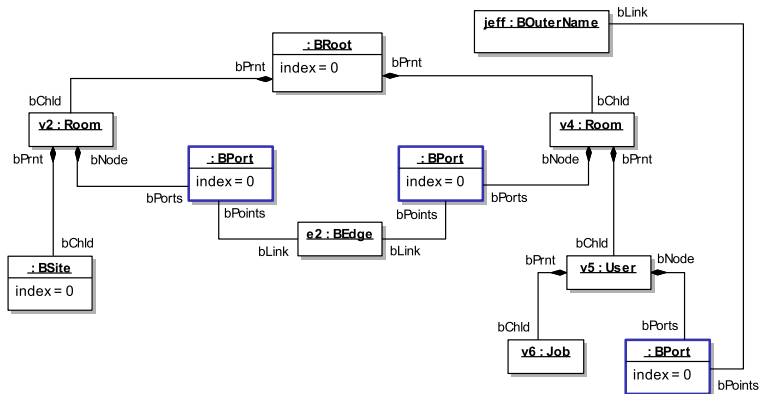 bLink
jeff : BOuterName
: BRoot
index = 0
bPrnt
bPrnt
bChld
bChld
v2 : Room
v4 : Room
bPrnt
bNode
: BPort
index = 0
: BPort
index = 0
bNode
bPrnt
bPorts
bPorts
bPoints
bPoints
e2 : BEdge
bLink
bLink
bChld
: BSite
index = 0
bChld
bPrnt
bNode
v5 : User
bChld
bPorts
v6 : Job
: BPort
index = 0
bPoints